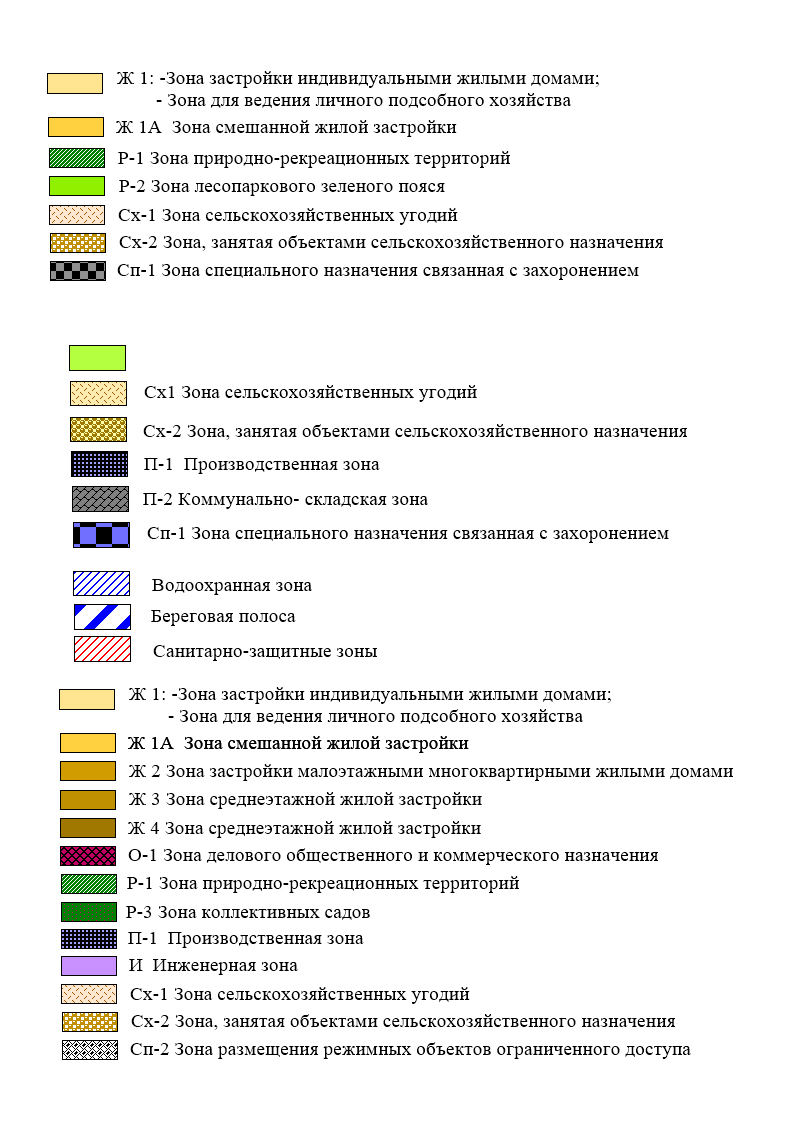 Ж 1: -Зона застройки индивидуальными жилыми домами;
- Зона для ведения личного подсобного хозяйства
Ж 1А Зона смешанной жилой застройки
Р-1 Зона природно-рекреационных территорий
Р-2 Зона лесопаркового зеленого пояся
Сх-1 Зона сельскохозяйственных угодий
Сх-2 Зона, занятая объектами сельскохозяйственного назначения
Сп-1 Зона специального назначения связанная с захоронением
Сх1 Зона сельскохозяйственных угодий
Сх-2 Зона, занятая объектами сельскохозяйственного назначения
П-1 Производственная зона
П-2 Коммунально- складская зона
Сп-1 Зона специального назначения связанная с захоронением
Водоохранная зона
Береговая полоса
Санитарно-защитные зоны
Ж 1: -Зона застройки индивидуальными жилыми домами;
- Зона для ведения личного подсобного хозяйства
Ж 1А Зона смешанной жилой застройки
Ж 2 Зона застройки малоэтажными многоквартирными жилыми домами
Ж 3 Зона среднеэтажной жилой застройки
Ж 4 Зона среднеэтажной жилой застройки
О-1 Зона делового общественного и коммерческого назначения
Р-1 Зона природно-рекреационных территорий
Р-3 Зона коллективных садов
П-1 Производственная зона
И Инженерная зона
Сх-1 Зона сельскохозяйственных угодий
Сх-2 Зона, занятая объектами сельскохозяйственного назначения
Сп-2 Зона размещения режимных объектов ограниченного доступа